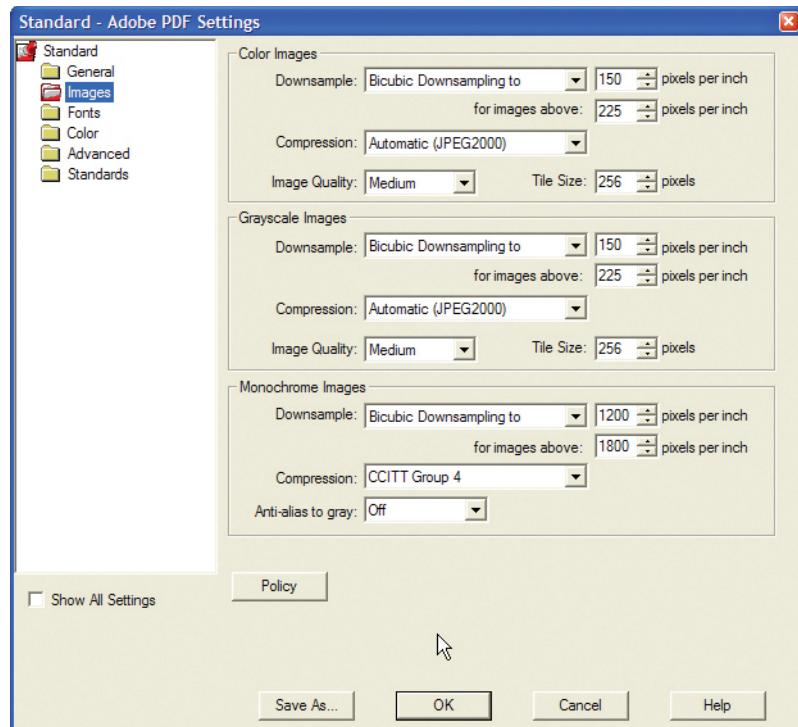 Standard - Adobe PDF Settings
Standard
General
Images
Fonts
Color
Advanced
Standards
Show All Settings
Color Images
Downsample: Bicubic Downsampling to 150 pixels per inch
for images above: 225 pixels per inch
Compression: Automatic (JPEG2000)
Image Quality: Medium Tile Size: 256 pixels
Grayscale Images
Downsample: Bicubic Downsampling to 150 pixels per inch
for images above: 225 pixels per inch
Compression: Automatic (JPEG2000)
Image Quality: Medium Tile Size: 256 pixels
Monochrome Images
Downsample: Bicubic Downsampling to 1200 pixels per inch
for images above: 1800 pixels per inch
Compression: CCITT Group 4
Anti-alias to gray: Off
Policy
Save As... OK Cancel Help